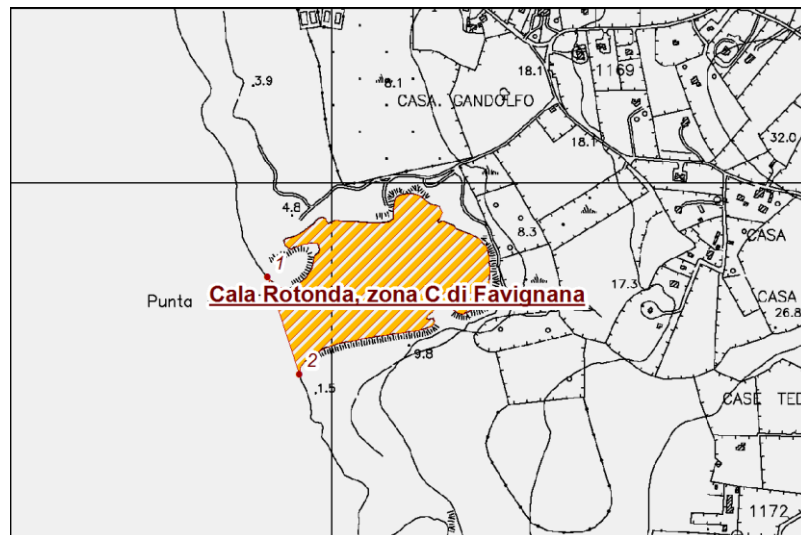 3.9
8.1
CASA. GANDOLFO
18.1
1169
18.1
32.0
4.8
8.3
CASA
1
17.3
Punta
Cala Rotonda, zona C di Favignana
CASA
26.8
2
9.8
1.5
CASE TED
1172